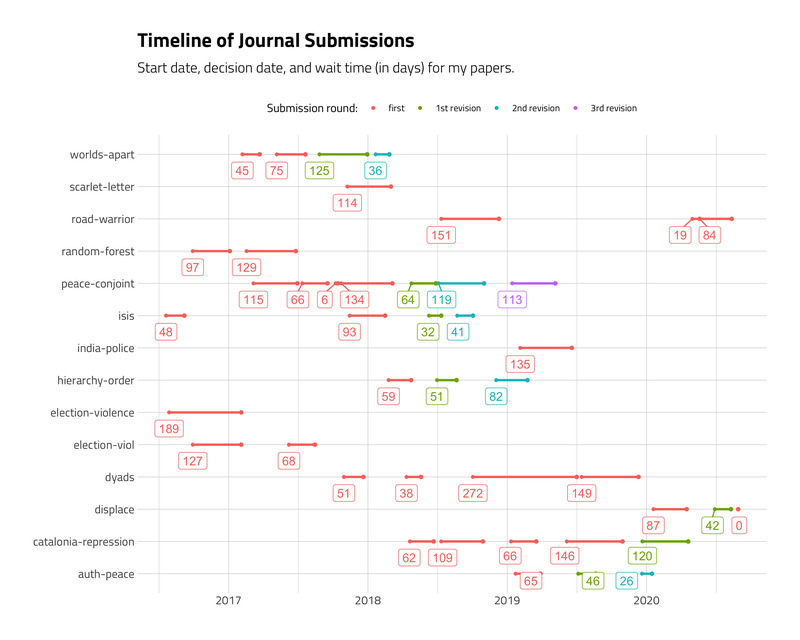 Timeline of Journal Submissions
Start date, decision date, and wait time (in days) for my papers.
Submission round: first 1st revision 2nd revision 3rd revision
worlds-apart
45 75 125 36
scarlet-letter
114
road-warrior
151 19 84
random-forest
97 129
peace-conjoint
115 66 6 134 64 119 113
isis
48 93 32 41
india-police
135
hierarchy-order
59 51 82
election-violence
189
election-viol
127 68
dyads
51 38 272 149
displace
87 42 0
catalonia-repression
62 109 66 146 120
auth-peace
65 46 26
2017 2018 2019 2020